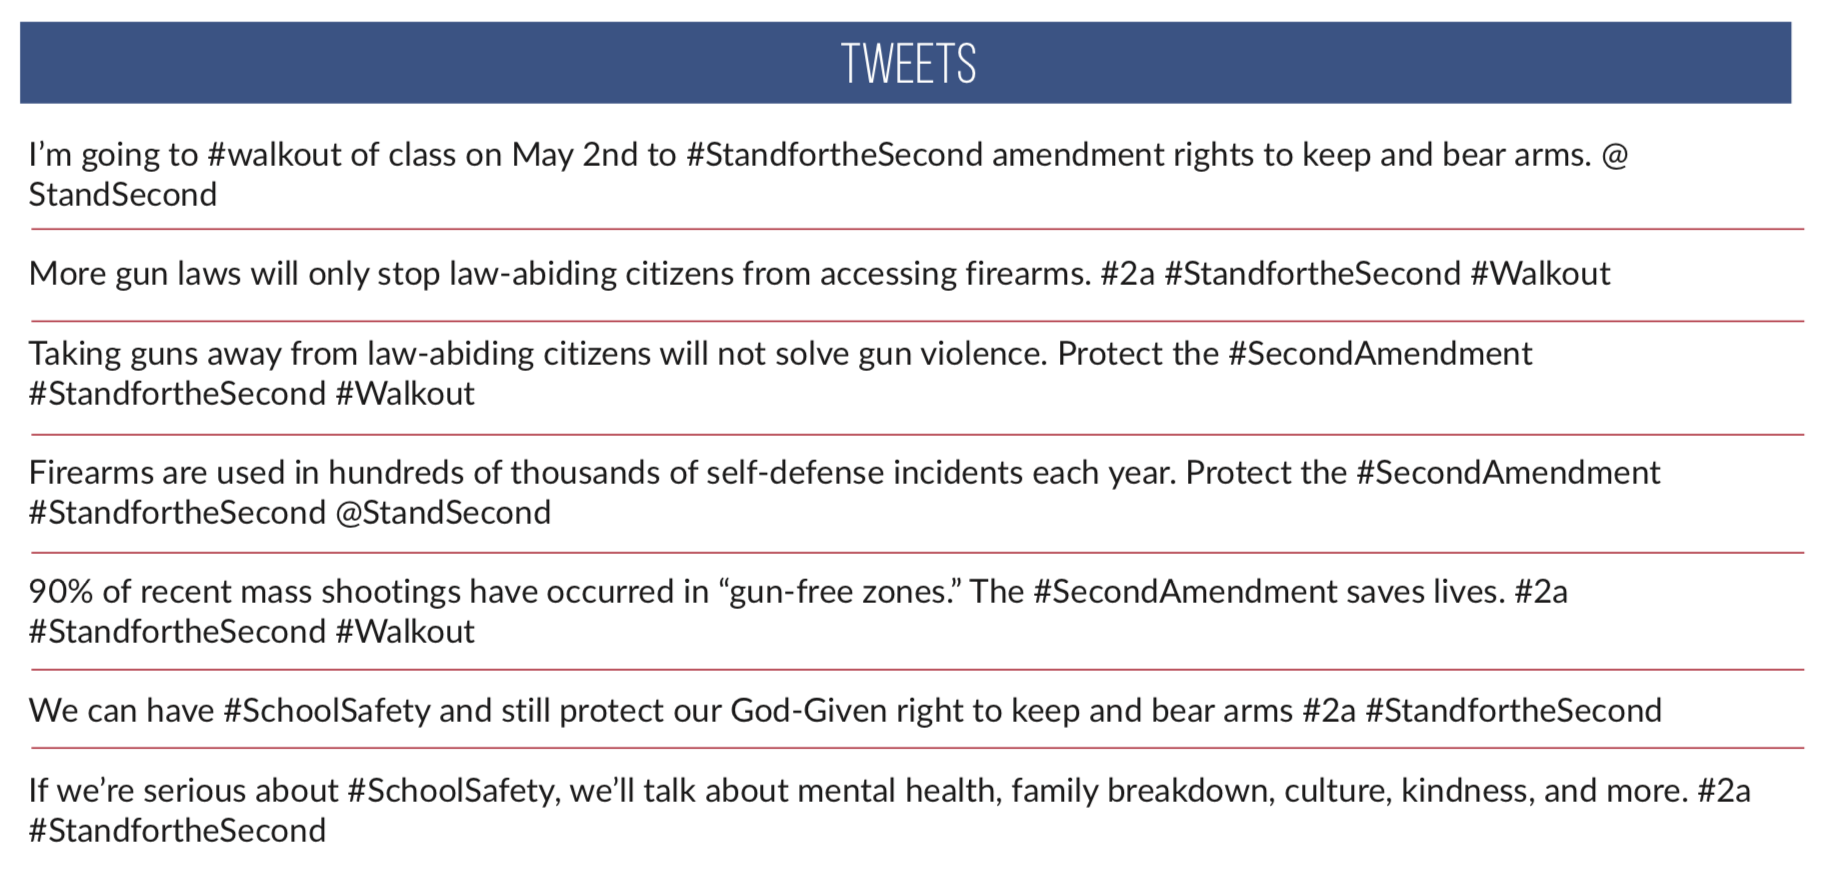 TWEETS
I’m going to #walkout of class on May 2nd to #StandfortheSecond amendment rights to keep and bear arms. @
StandSecond
More gun laws will only stop law-abiding citizens from accessing firearms. #2a #StandfortheSecond #Walkout
Taking guns away from law-abiding citizens will not solve gun violence. Protect the #SecondAmendment
#StandfortheSecond #Walkout
Firearms are used in hundreds of thousands of self-defense incidents each year. Protect the #SecondAmendment
#StandfortheSecond @StandSecond
90% of recent mass shootings have occurred in “gun-free zones.” The #SecondAmendment saves lives. #2a
#StandfortheSecond #Walkout
We can have #SchoolSafety and still protect our God-Given right to keep and bear arms #2a #StandfortheSecond
If we’re serious about #SchoolSafety, we’ll talk about mental health, family breakdown, culture, kindness, and more. #2a
#StandfortheSecond